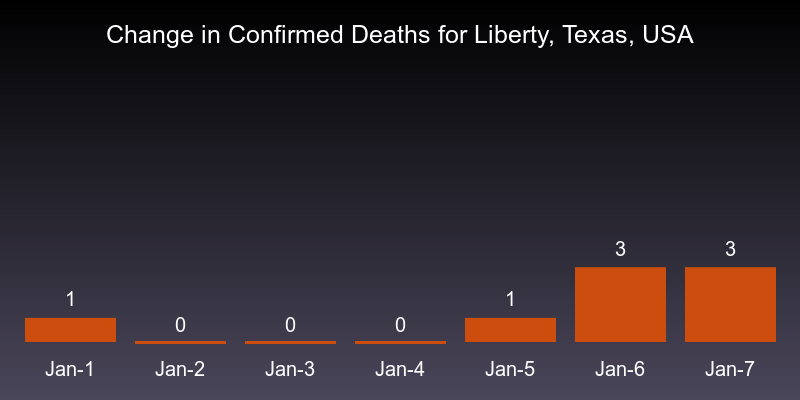 Change in Confirmed Deaths for Liberty, Texas, USA
3 3
1 1
0 0 0
Jan-1 Jan-2 Jan-3 Jan-4 Jan-5 Jan-6 Jan-7